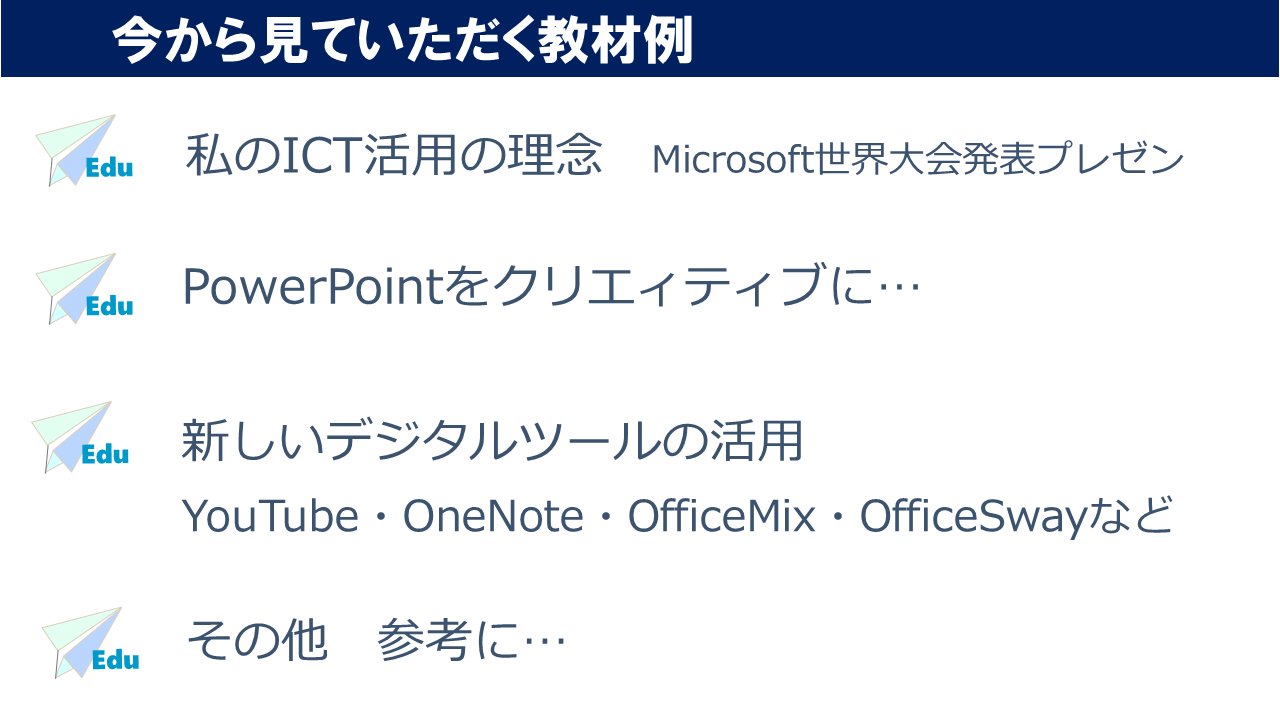 今から見ていただく教材例
Edu 私のICT活用の理念　Microsoft世界大会発表プレゼン
Edu PowerPointをクリエィティブに…
Edu 新しいデジタルツールの活用
YouTube・OneNote・OfficeMix・OfficeSwayなど
Edu その他　参考に…